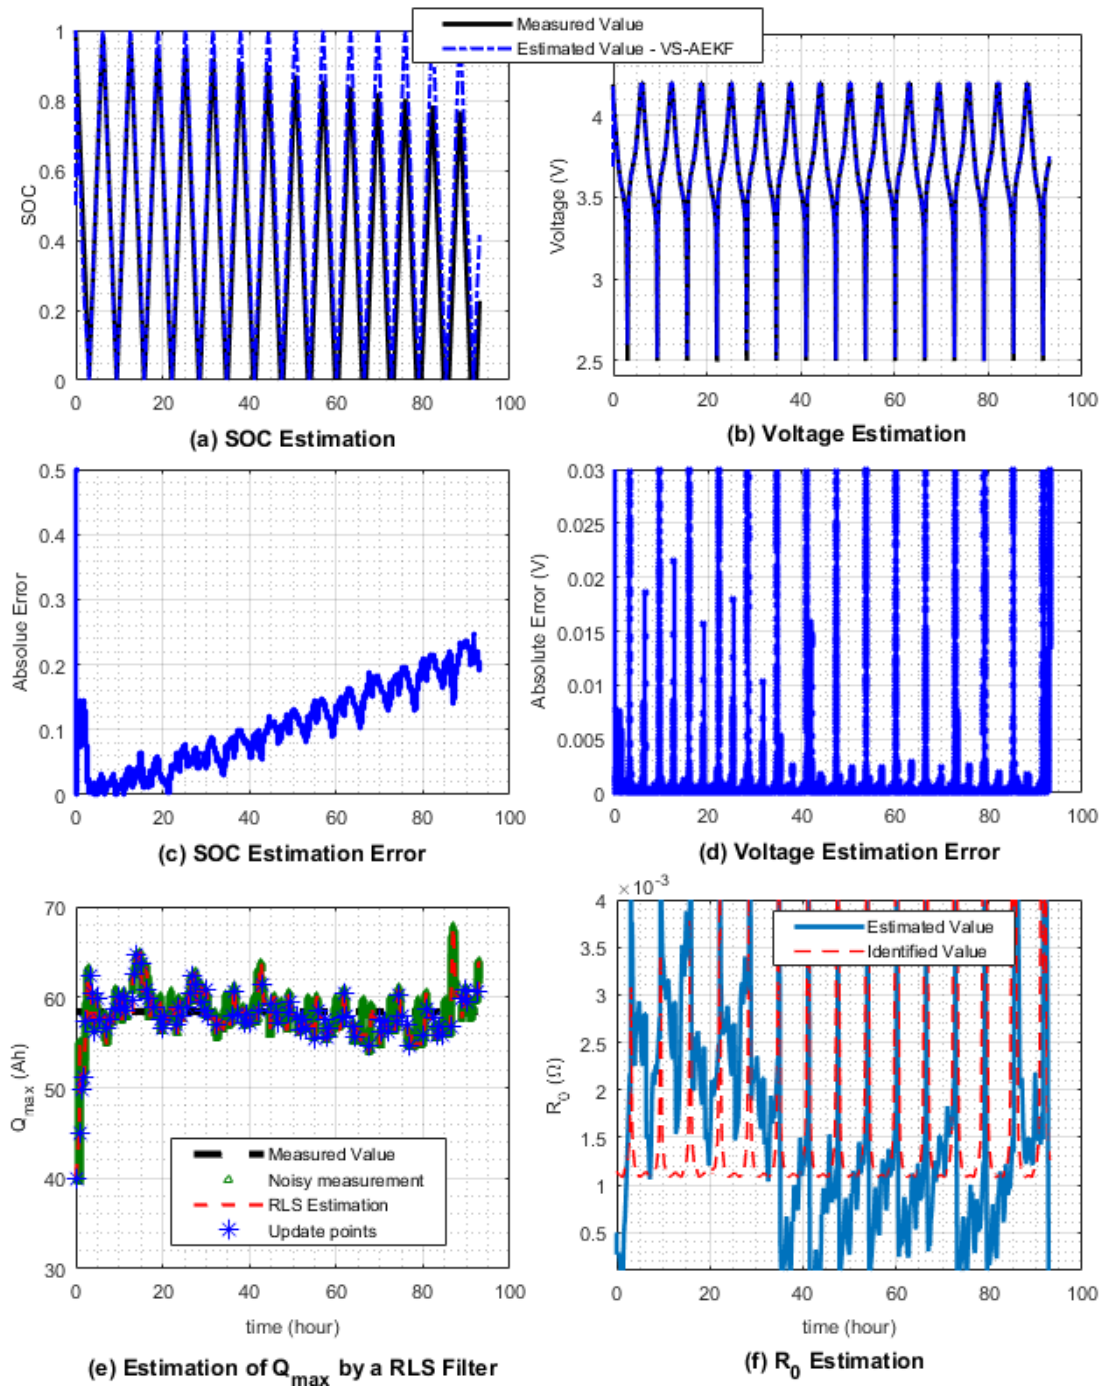 Measured Value
Estimated Value - VS-AEKF
1
0.8
0.6
0.4
0.2
0
SOC
0 20 40 60 80 100
(a) SOC Estimation
4
3.5
3
2.5
Voltage (V)
0 20 40 60 80 100
(b) Voltage Estimation
0.5
0.4
0.3
0.2
0.1
0
Absolue Error
0 20 40 60 80 100
(c) SOC Estimation Error
0.03
0.025
0.02
0.015
0.01
0.005
0
Absolute Error (V)
0 20 40 60 80 100
(d) Voltage Estimation Error
70
60
50
40
30
Q_max (Ah)
Measured Value
Noisy measurement
RLS Estimation
Update points
0 20 40 60 80 100
time (hour)
(e) Estimation of Q_max by a RLS Filter
×10^-3
4
3.5
3
2.5
2
1.5
1
0.5
R_0 (Ω)
Estimated Value
Identified Value
0 20 40 60 80 100
time (hour)
(f) R_0 Estimation